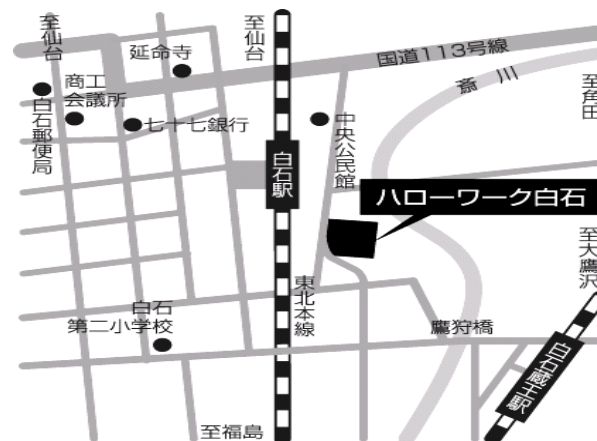 至仙台
延命寺
至仙台
国道113号線
斎川
至角田
商工
会議所
白石郵便局
七十七銀行
中央公民館
白石駅
ハローワーク白石
至大鷹沢
東北本線
白石
第二小学校
鷹狩橋
白石蔵王駅
至福島